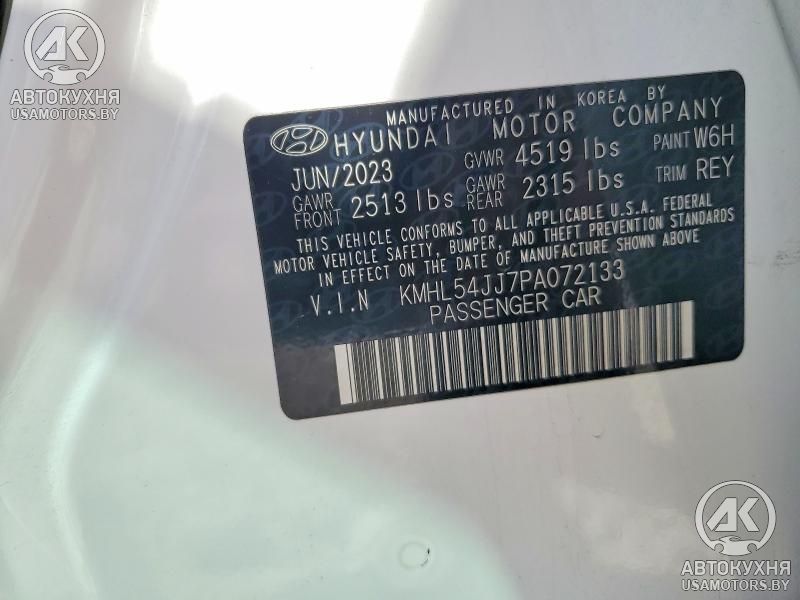 AK
АВТОКУХНЯ
USAMOTORS.BY
MANUFACTURED IN KOREA BY
HYUNDAI MOTOR COMPANY
JUN/2023 GVWR 4519 lbs PAINT W6H
GAWR FRONT 2513 lbs GAWR REAR 2315 lbs TRIM REY
THIS VEHICLE CONFORMS TO ALL APPLICABLE U.S.A. FEDERAL
MOTOR VEHICLE SAFETY, BUMPER, AND THEFT PREVENTION STANDARDS
IN EFFECT ON THE DATE OF MANUFACTURE SHOWN ABOVE
V.I.N KMHL54JJ7PA072133
PASSENGER CAR
AK
АВТОКУХНЯ
USAMOTORS.BY